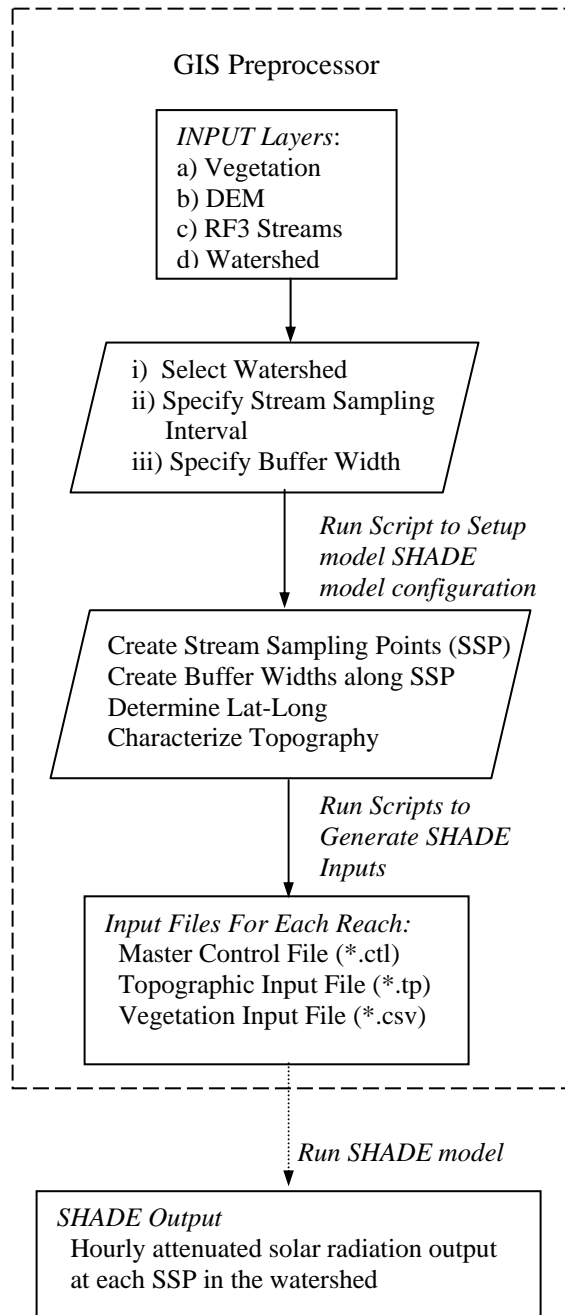 GIS Preprocessor
INPUT Layers:
a) Vegetation
b) DEM
c) RF3 Streams
d) Watershed
i) Select Watershed
ii) Specify Stream Sampling
Interval
iii) Specify Buffer Width
Run Script to Setup
model SHADE
model configuration
Create Stream Sampling Points (SSP)
Create Buffer Widths along SSP
Determine Lat-Long
Characterize Topography
Run Scripts to
Generate SHADE
Inputs
Input Files For Each Reach:
Master Control File (*.ctl)
Topographic Input File (*.tp)
Vegetation Input File (*.csv)
Run SHADE model
SHADE Output
Hourly attenuated solar radiation output
at each SSP in the watershed